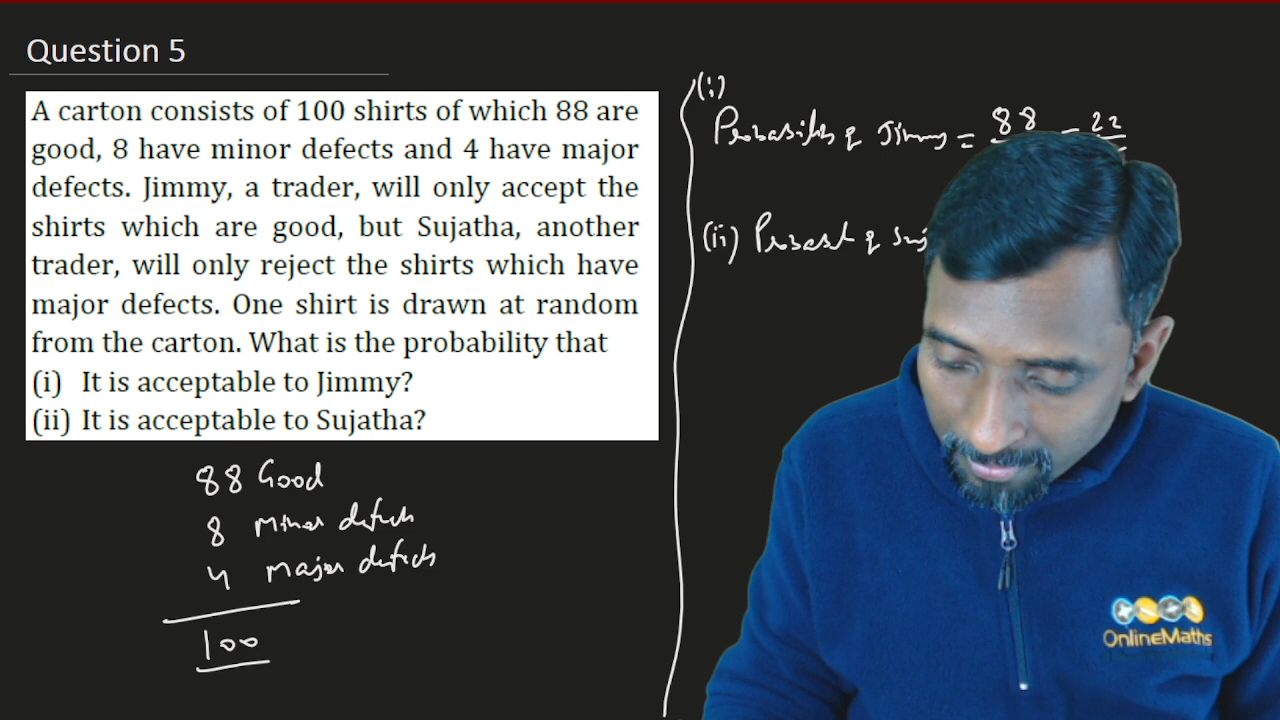 Question 5
A carton consists of 100 shirts of which 88 are
good, 8 have minor defects and 4 have major
defects. Jimmy, a trader, will only accept the
shirts which are good, but Sujatha, another
trader, will only reject the shirts which have
major defects. One shirt is drawn at random
from the carton. What is the probability that
(i) It is acceptable to Jimmy?
(ii) It is acceptable to Sujatha?
88 Good
8 Minor defects
4 Major defects
100
(i)
Probability of Jimmy = 88 = 22
(ii) Probabt of Suj
OnlineMaths